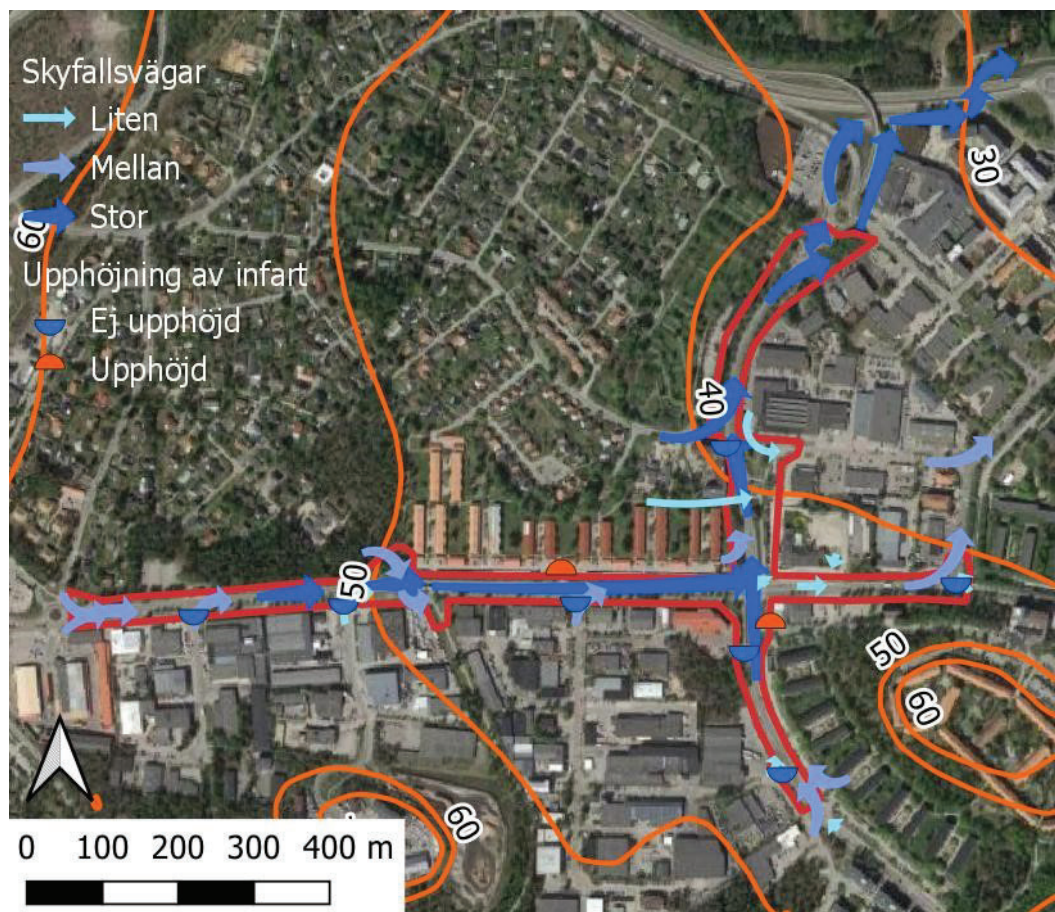 Skyfallsvägar
Liten
Mellan
Stor
60
Upphöjning av infart
Ej upphöjd
Upphöjd
30
40
50
50
60
60
0 100 200 300 400 m